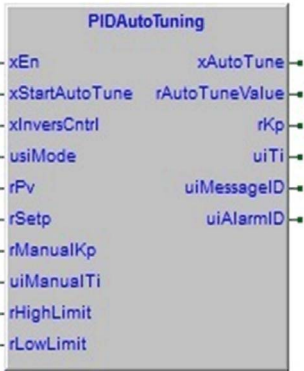 PIDAutoTuning
xEn xAutoTune
xStartAutoTune rAutoTuneValue
xInversCntrl rKp
usiMode uiTi
rPv uiMessageID
rSetp uiAlarmID
rManualKp
uiManualTi
rHighLimit
rLowLimit